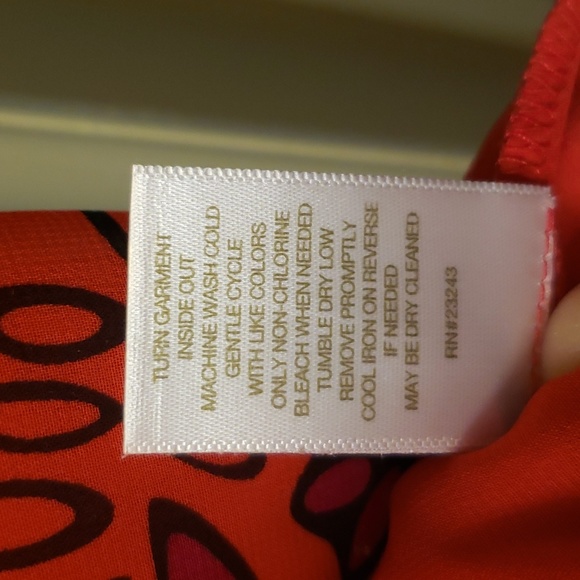 TURN GARMENT
INSIDE OUT
MACHINE WASH COLD
GENTLE CYCLE
WITH LIKE COLORS
ONLY NON-CHLORINE
BLEACH WHEN NEEDED
TUMBLE DRY LOW
REMOVE PROMPTLY
COOL IRON ON REVERSE
IF NEEDED
MAY BE DRY CLEANED
RN#23243